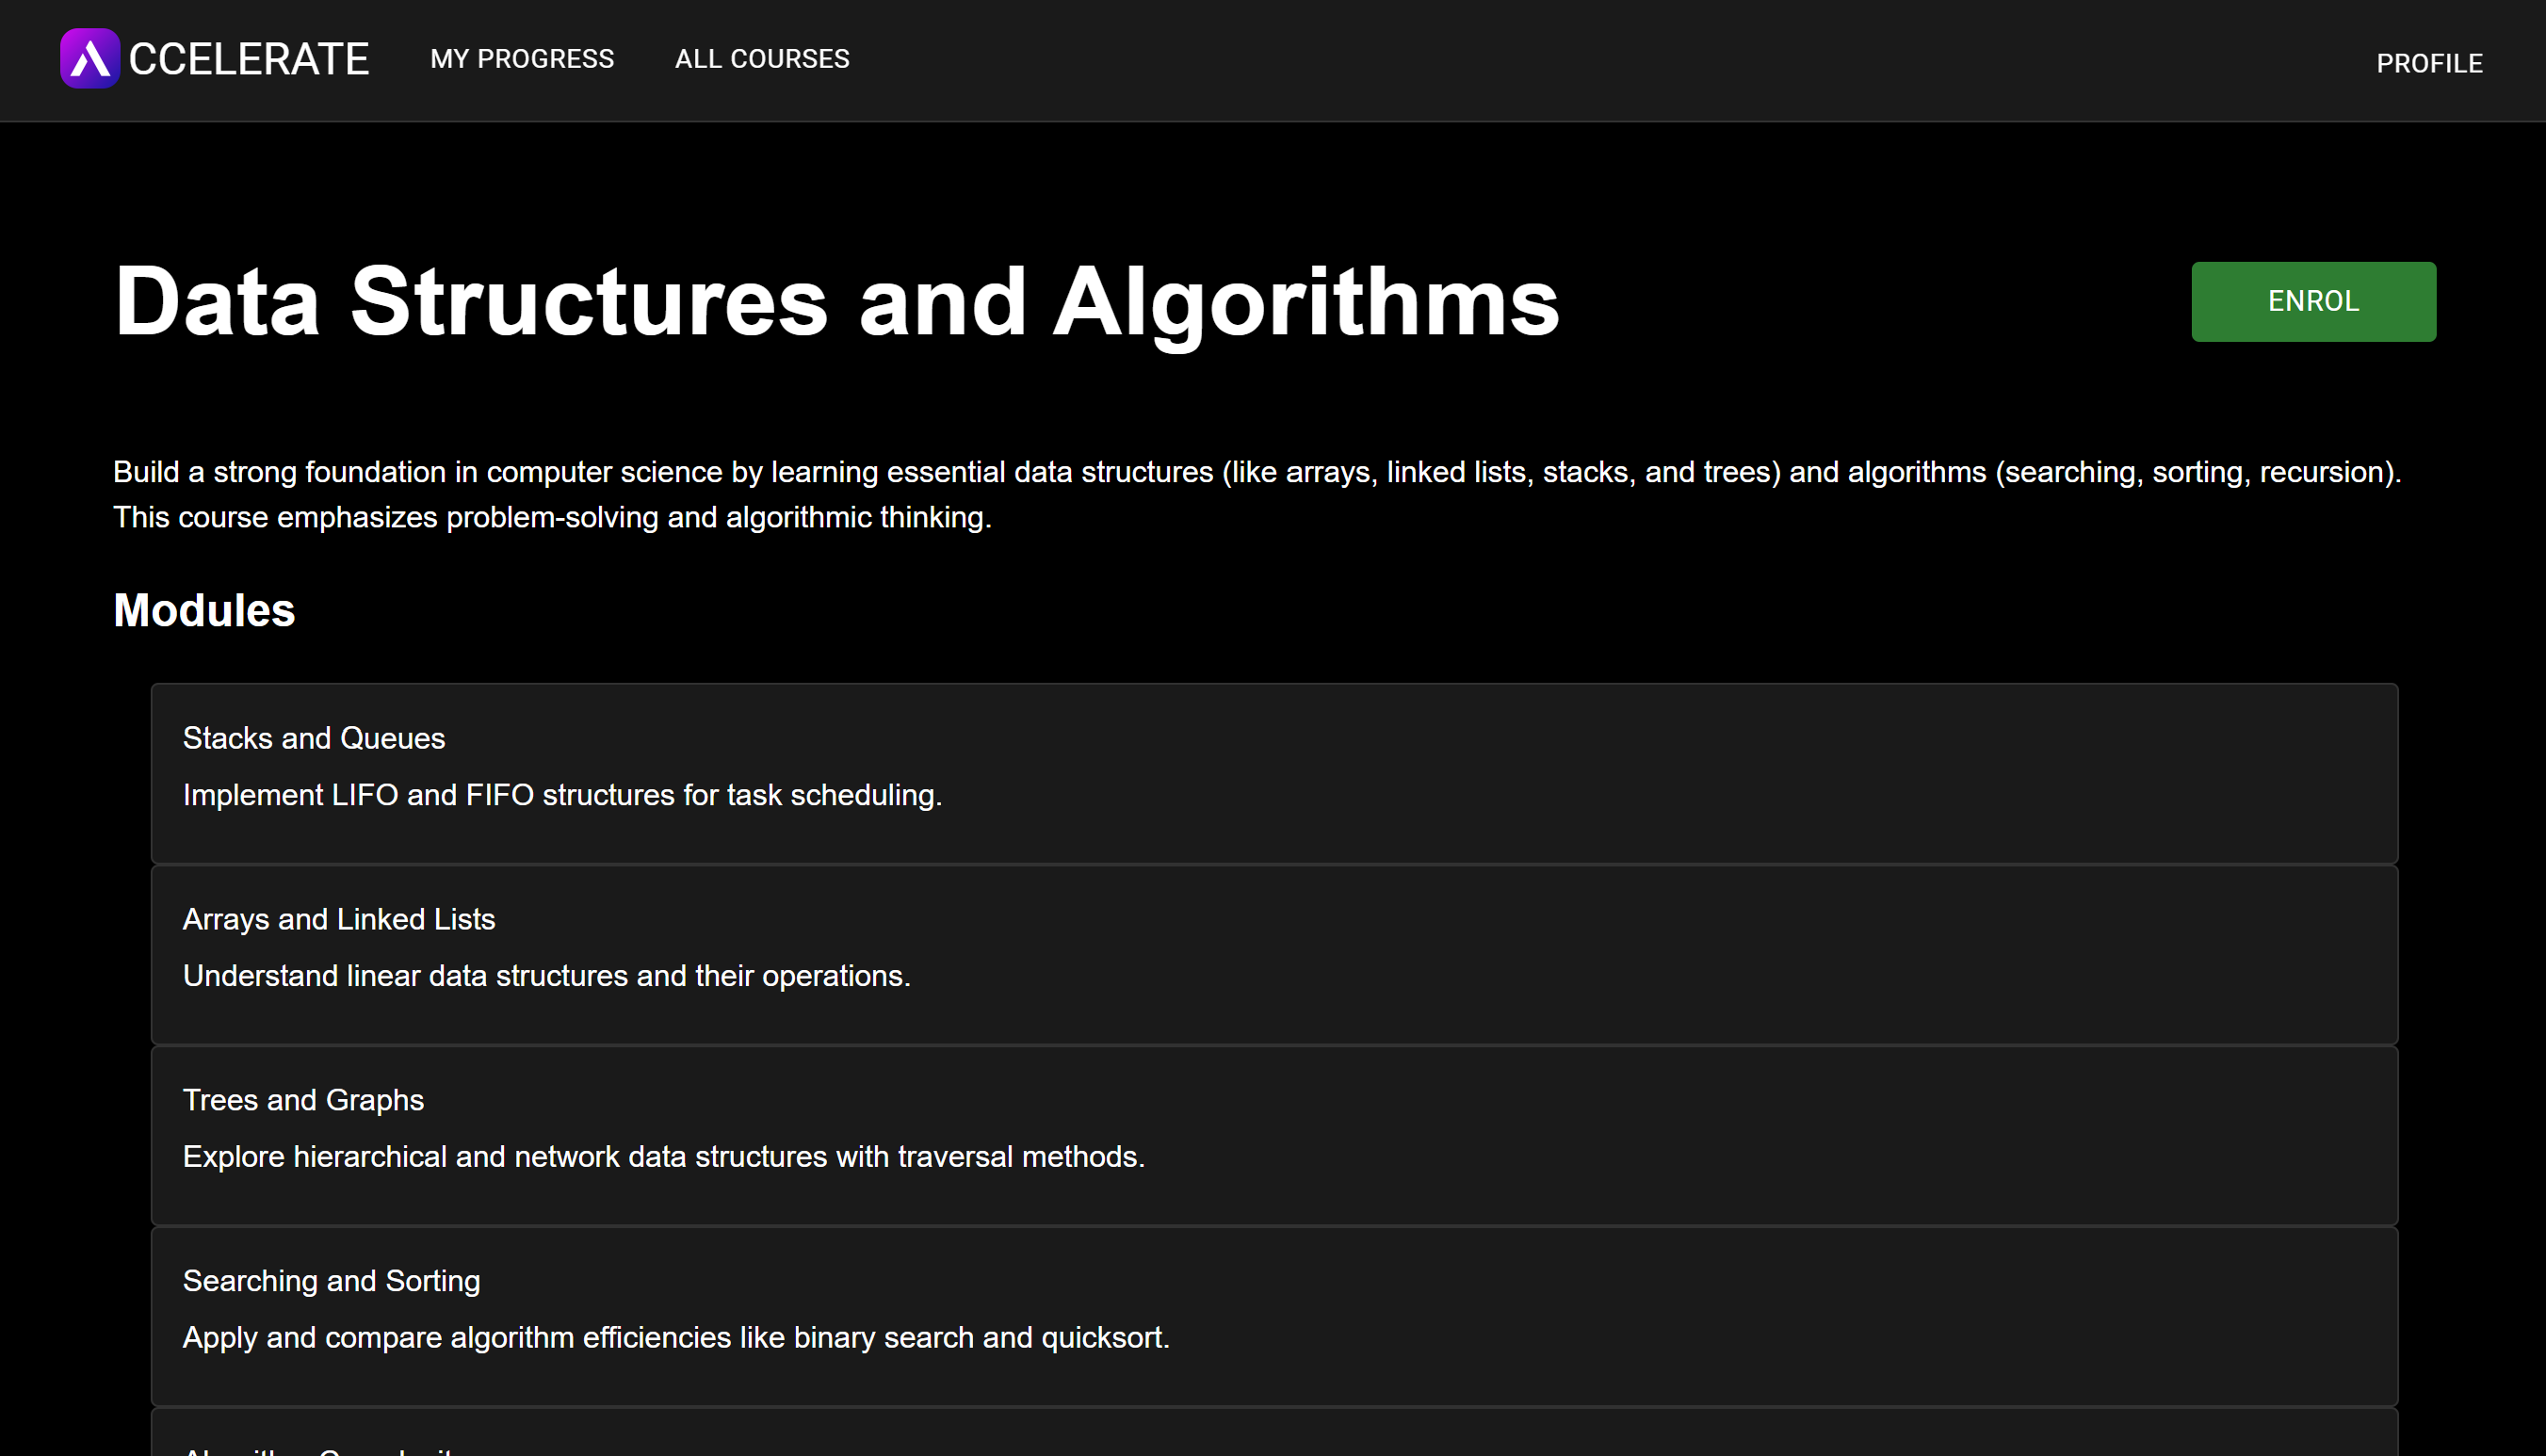 CCELERATE MY PROGRESS ALL COURSES PROFILE
Data Structures and Algorithms
ENROL
Build a strong foundation in computer science by learning essential data structures (like arrays, linked lists, stacks, and trees) and algorithms (searching, sorting, recursion).
This course emphasizes problem-solving and algorithmic thinking.
Modules
Stacks and Queues
Implement LIFO and FIFO structures for task scheduling.
Arrays and Linked Lists
Understand linear data structures and their operations.
Trees and Graphs
Explore hierarchical and network data structures with traversal methods.
Searching and Sorting
Apply and compare algorithm efficiencies like binary search and quicksort.